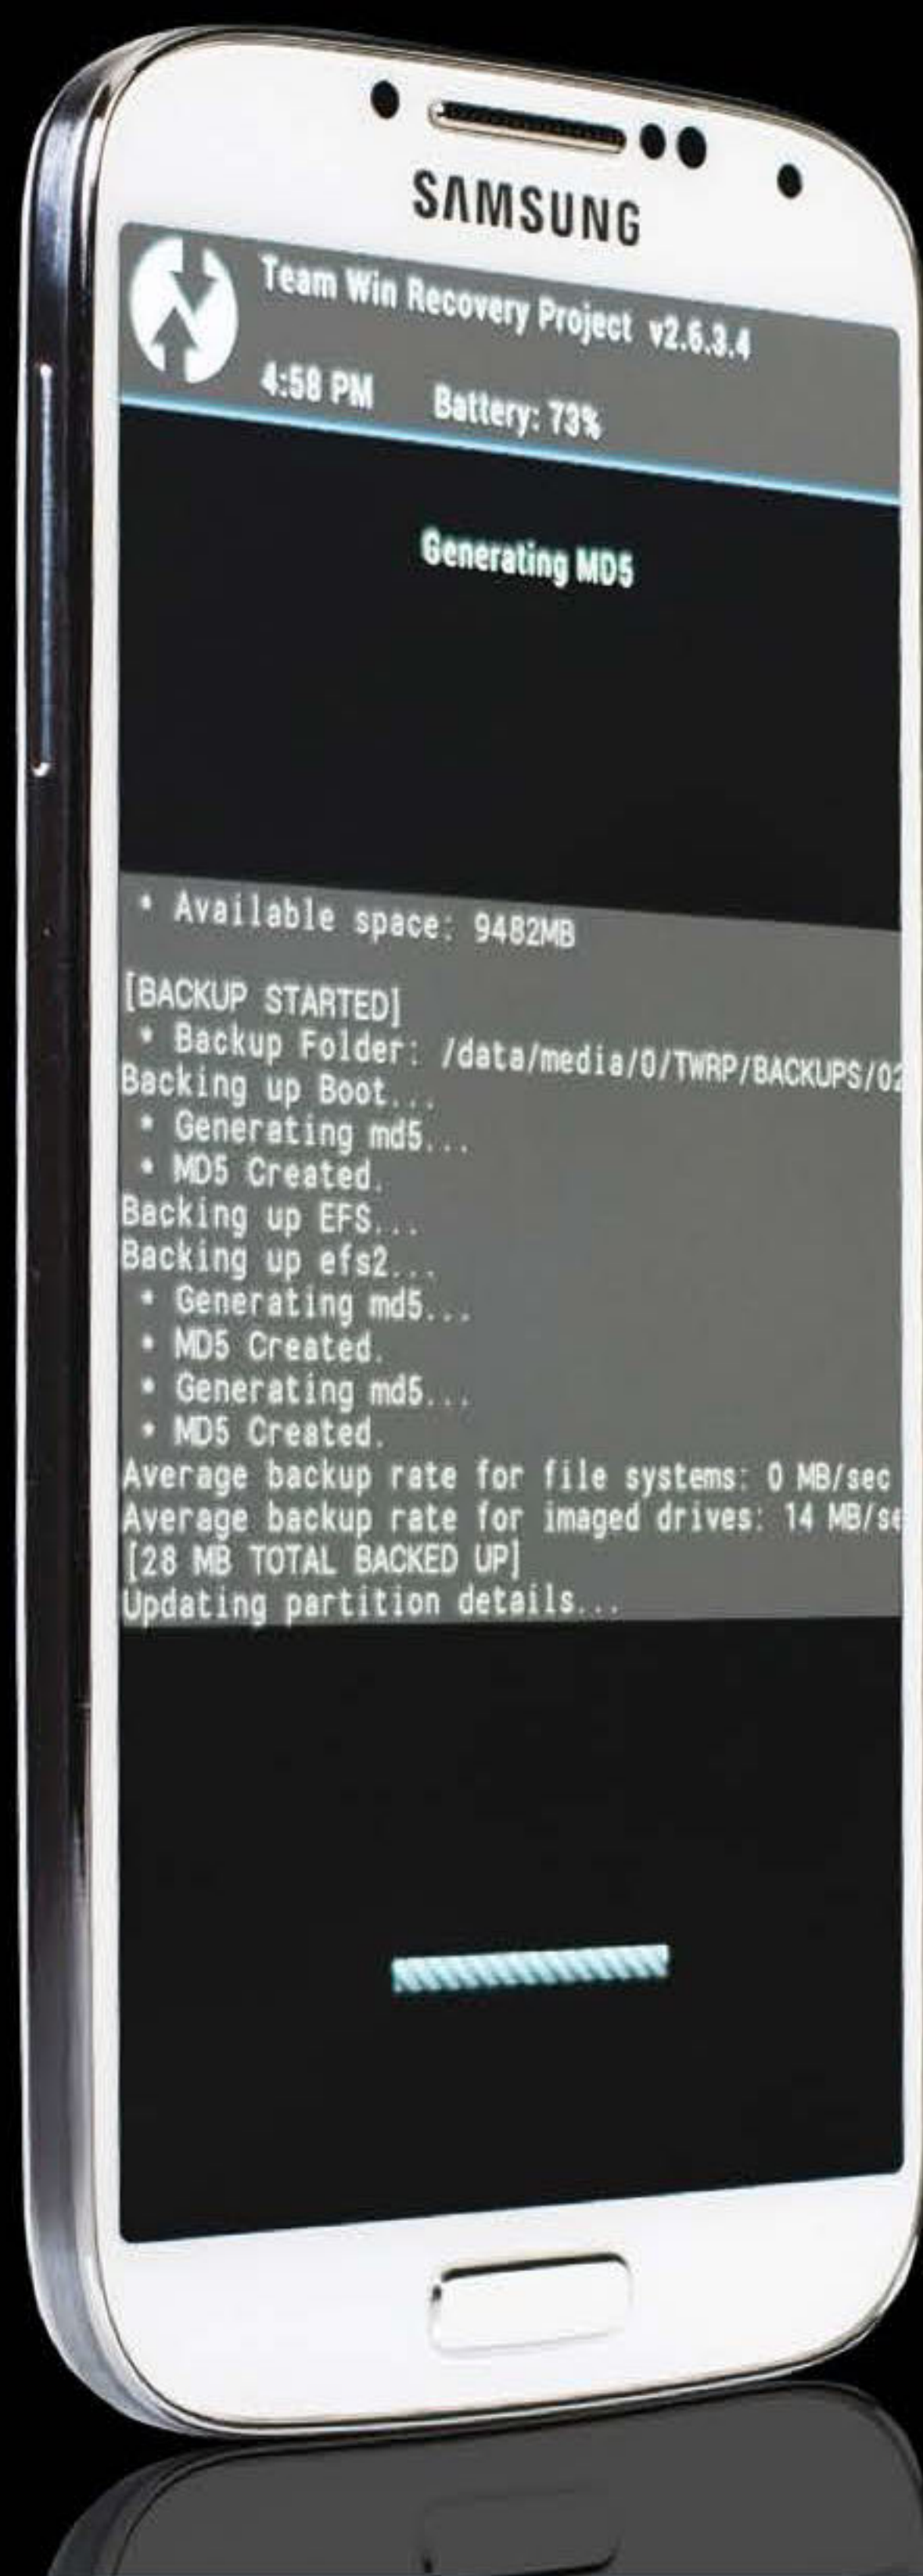 SAMSUNG
Team Win Recovery Project v2.6.3.4
4:58 PM Battery: 73%
Generating MD5
* Available space: 9482MB
[BACKUP STARTED]
* Backup Folder: /data/media/0/TWRP/BACKUPS/02
Backing up Boot...
* Generating md5...
* MD5 Created.
Backing up EFS...
Backing up efs2...
* Generating md5...
* MD5 Created.
* Generating md5...
* MD5 Created.
Average backup rate for file systems: 0 MB/sec
Average backup rate for imaged drives: 14 MB/se
[28 MB TOTAL BACKED UP]
Updating partition details...